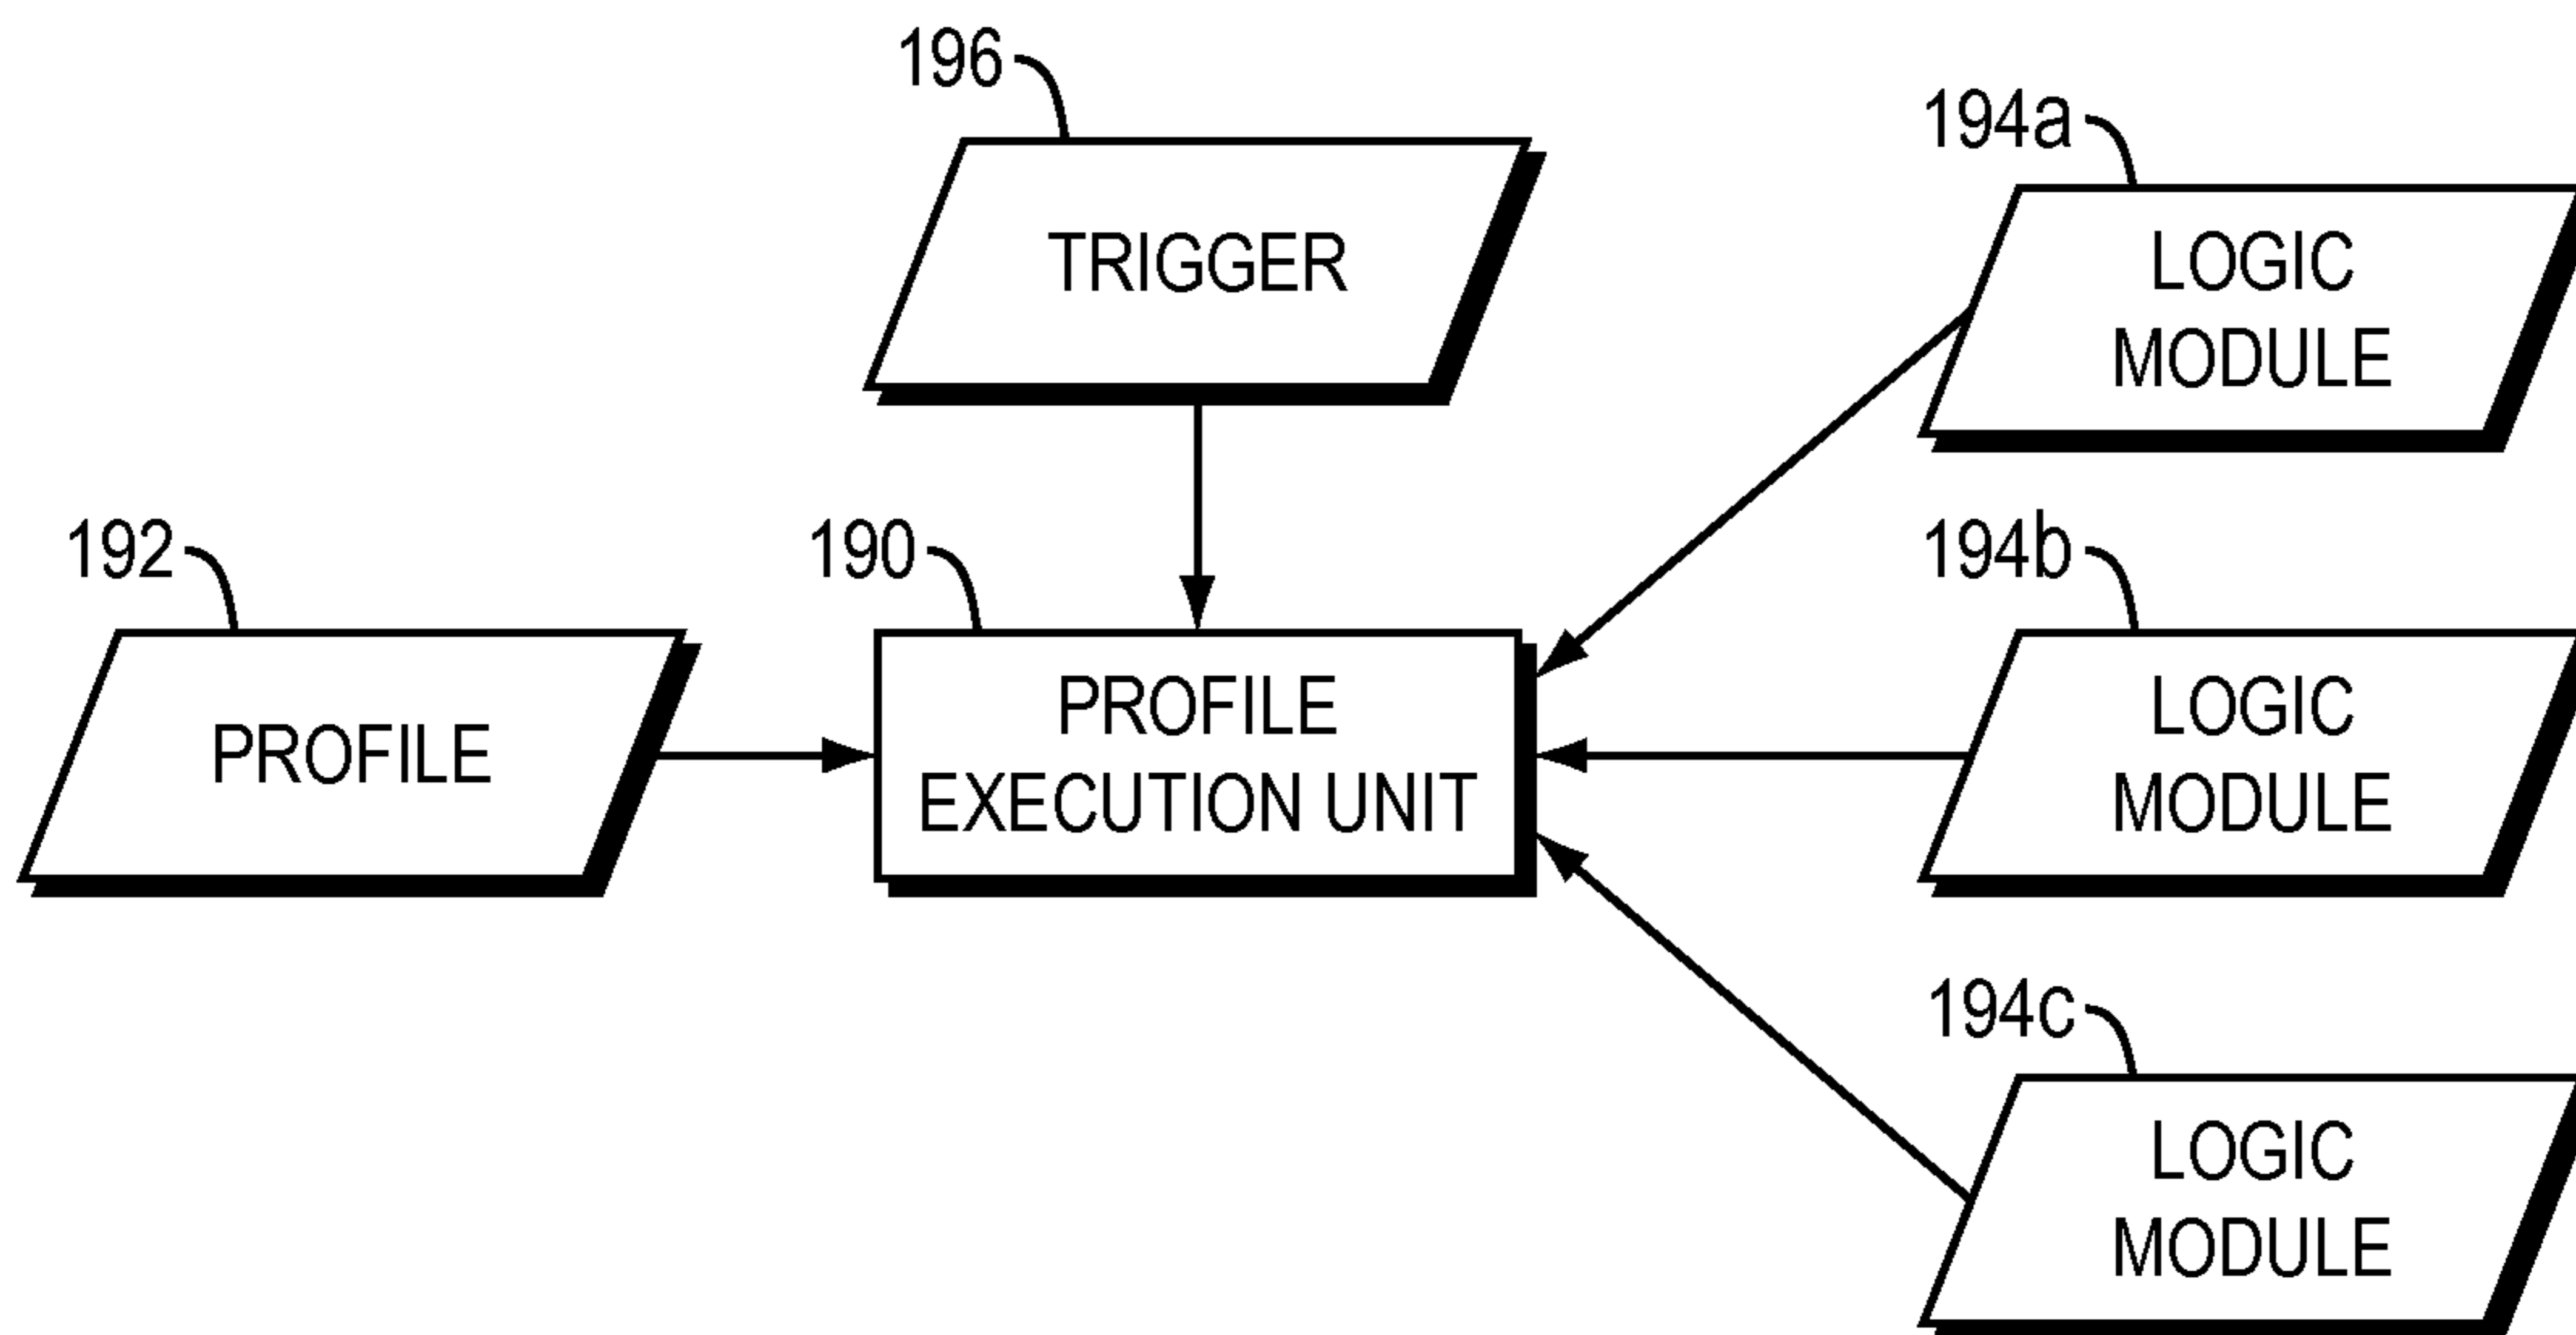 196
TRIGGER
194a
LOGIC
MODULE
192
PROFILE
190
PROFILE
EXECUTION UNIT
194b
LOGIC
MODULE
194c
LOGIC
MODULE